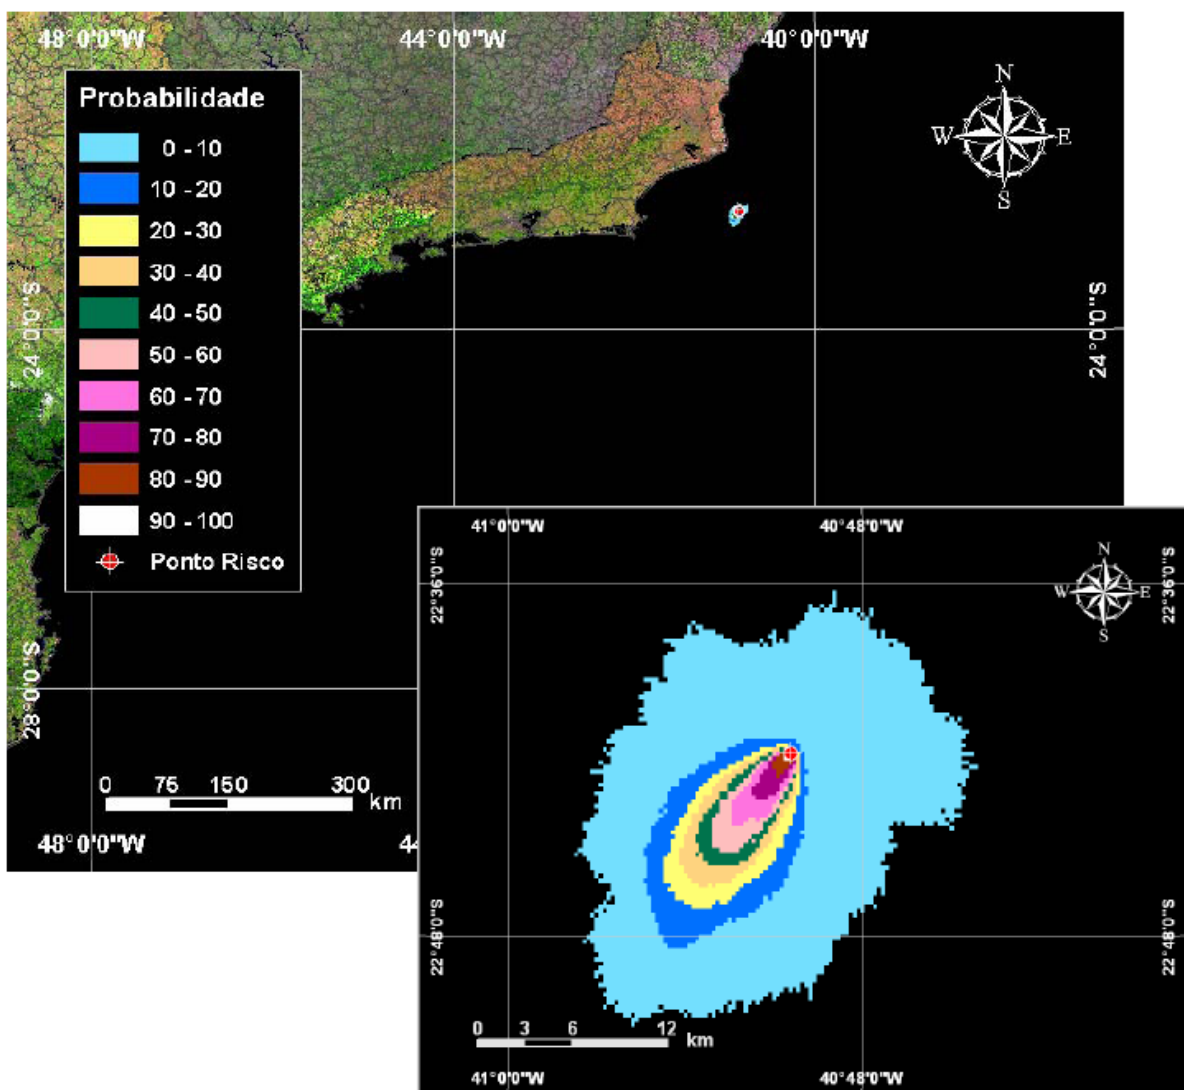 48°0'0"W 44°0'0"W 40°0'0"W
Probabilidade
0 - 10
10 - 20
20 - 30
30 - 40
40 - 50
50 - 60
60 - 70
70 - 80
80 - 90
90 - 100
Ponto Risco
N
W E
S
24°0'0"S 24°0'0"S
28°0'0"S
0 75 150 300 km
48°0'0"W 44
41°0'0"W 40°48'0"W
22°36'0"S 22°36'0"S
N
W E
S
22°48'0"S 22°48'0"S
0 3 6 12 km
41°0'0"W 40°48'0"W